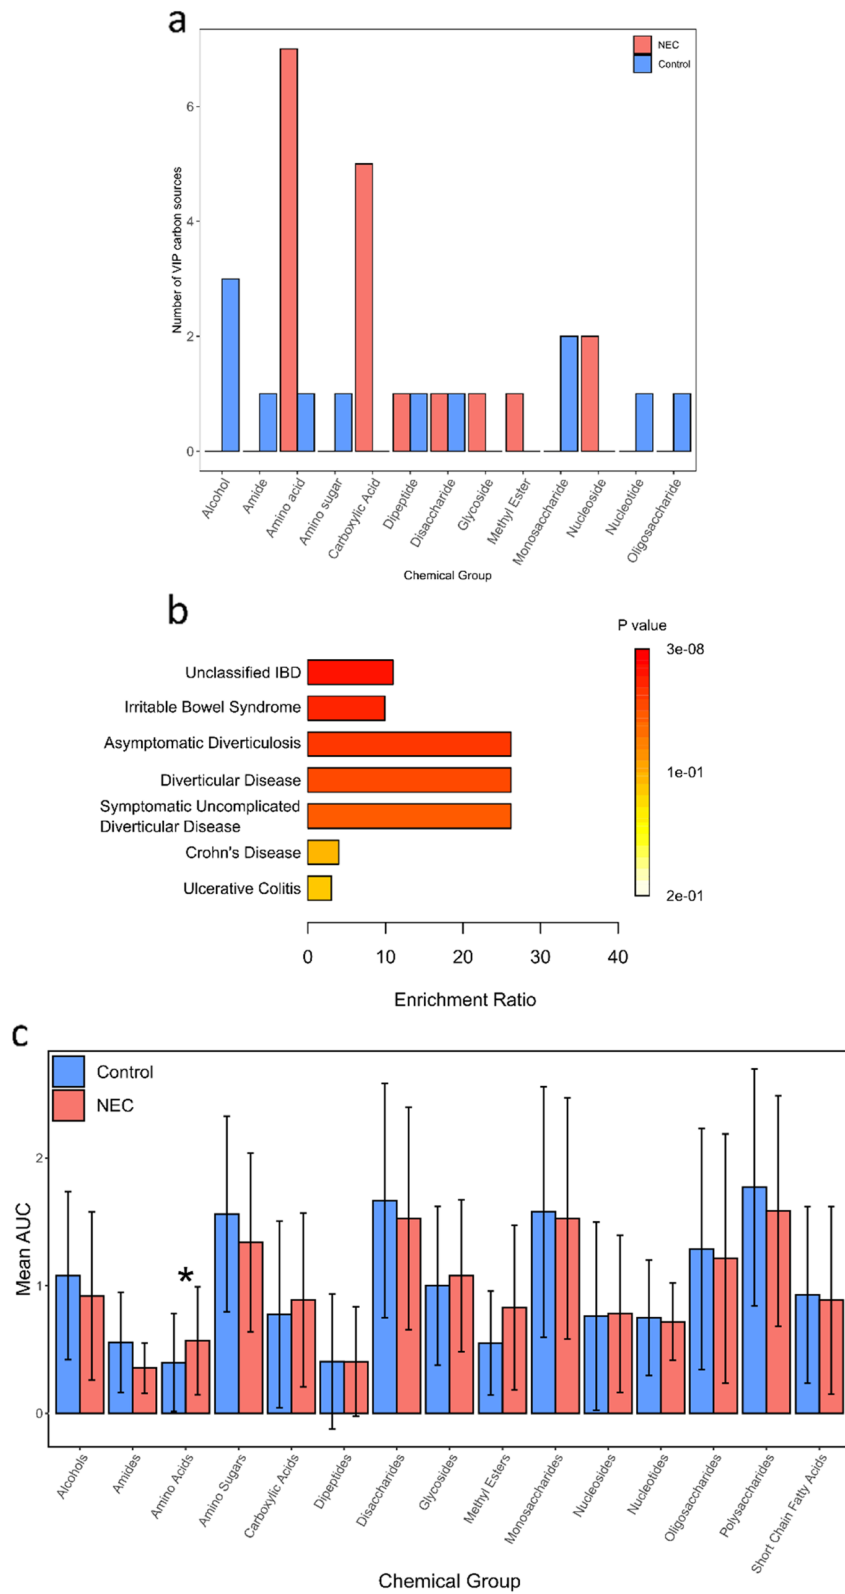 a
NEC
Control
Number of VIP carbon sources
6
4
2
0
Alcohol
Amide
Amino acid
Amino sugar
Carboxylic Acid
Dipeptide
Disaccharide
Glycoside
Methyl Ester
Monosaccharide
Nucleoside
Nucleotide
Oligosaccharide
Chemical Group
b
P value
3e-08
1e-01
2e-01
Unclassified IBD
Irritable Bowel Syndrome
Asymptomatic Diverticulosis
Diverticular Disease
Symptomatic Uncomplicated
Diverticular Disease
Crohn's Disease
Ulcerative Colitis
0 10 20 30 40
Enrichment Ratio
c
Control
NEC
Mean AUC
2
1
0
*
Alcohols
Amides
Amino Acids
Amino Sugars
Carboxylic Acids
Dipeptides
Disaccharides
Glycosides
Methyl Esters
Monosaccharides
Nucleosides
Nucleotides
Oligosaccharides
Polysaccharides
Short Chain Fatty Acids
Chemical Group